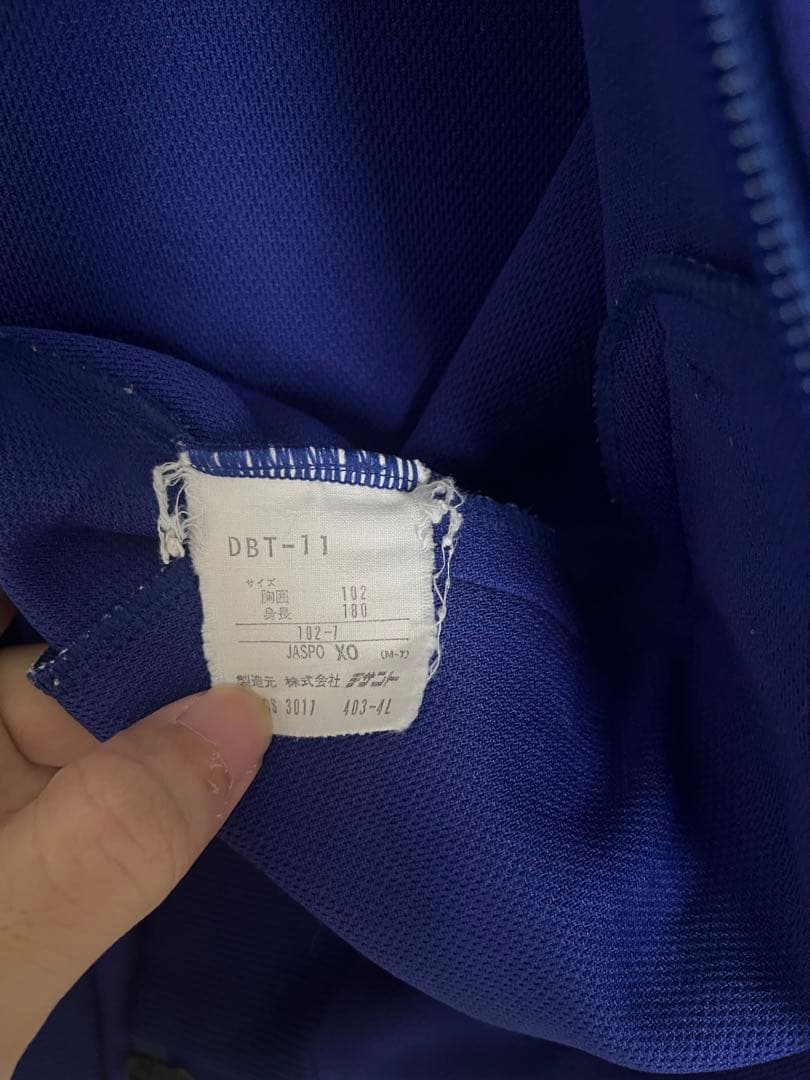 DBT-11
サイズ
胸囲 102
身長 180
102-7
JASPO XO (M-7)
製造元 株式会社 デサント
DS 3011 403-4L